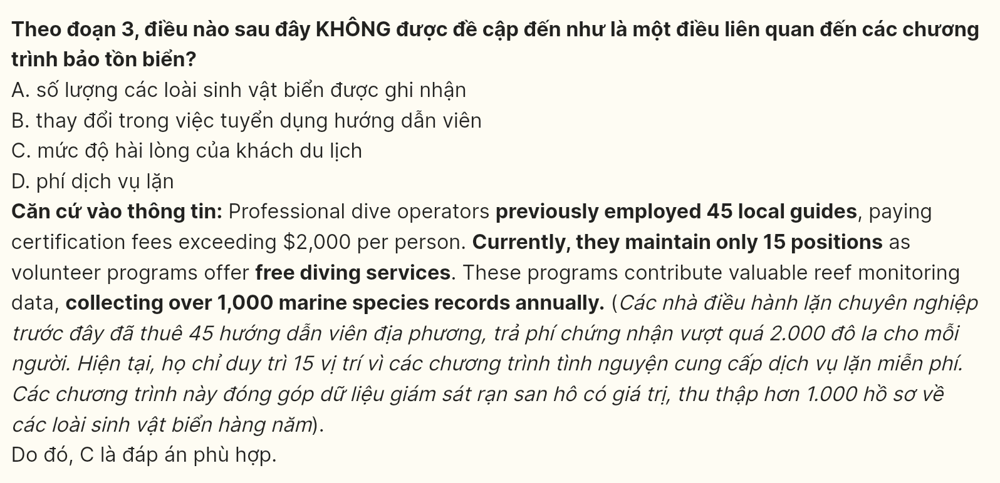 Theo đoạn 3, điều nào sau đây KHÔNG được đề cập đến như là một điều liên quan đến các chương
trình bảo tồn biển?
A. số lượng các loài sinh vật biển được ghi nhận
B. thay đổi trong việc tuyển dụng hướng dẫn viên
C. mức độ hài lòng của khách du lịch
D. phí dịch vụ lặn
Căn cứ vào thông tin: Professional dive operators previously employed 45 local guides, paying
certification fees exceeding $2,000 per person. Currently, they maintain only 15 positions as
volunteer programs offer free diving services. These programs contribute valuable reef monitoring
data, collecting over 1,000 marine species records annually. (Các nhà điều hành lặn chuyên nghiệp
trước đây đã thuê 45 hướng dẫn viên địa phương, trả phí chứng nhận vượt quá 2.000 đô la cho mỗi
người. Hiện tại, họ chỉ duy trì 15 vị trí vì các chương trình tình nguyện cung cấp dịch vụ lặn miễn phí.
Các chương trình này đóng góp dữ liệu giám sát rạn san hô có giá trị, thu thập hơn 1.000 hồ sơ về
các loài sinh vật biển hàng năm).
Do đó, C là đáp án phù hợp.